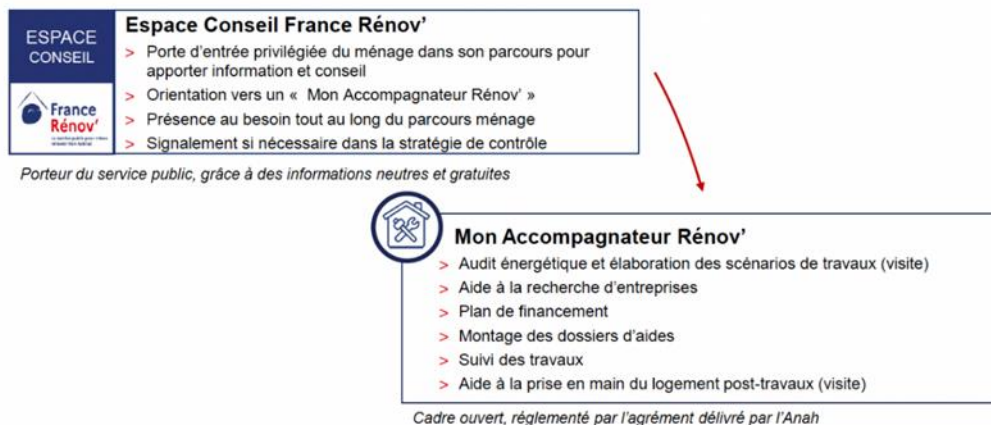 ESPACE
CONSEIL
France
Rénov'
Espace Conseil France Rénov'
> Porte d'entrée privilégiée du ménage dans son parcours pour
apporter information et conseil
> Orientation vers un « Mon Accompagnateur Rénov' »
> Présence au besoin tout au long du parcours ménage
> Signalement si nécessaire dans la stratégie de contrôle
Porteur du service public, grâce à des informations neutres et gratuites
Mon Accompagnateur Rénov'
> Audit énergétique et élaboration des scénarios de travaux (visite)
> Aide à la recherche d'entreprises
> Plan de financement
> Montage des dossiers d'aides
> Suivi des travaux
> Aide à la prise en main du logement post-travaux (visite)
Cadre ouvert, réglementé par l'agrément délivré par l'Anah